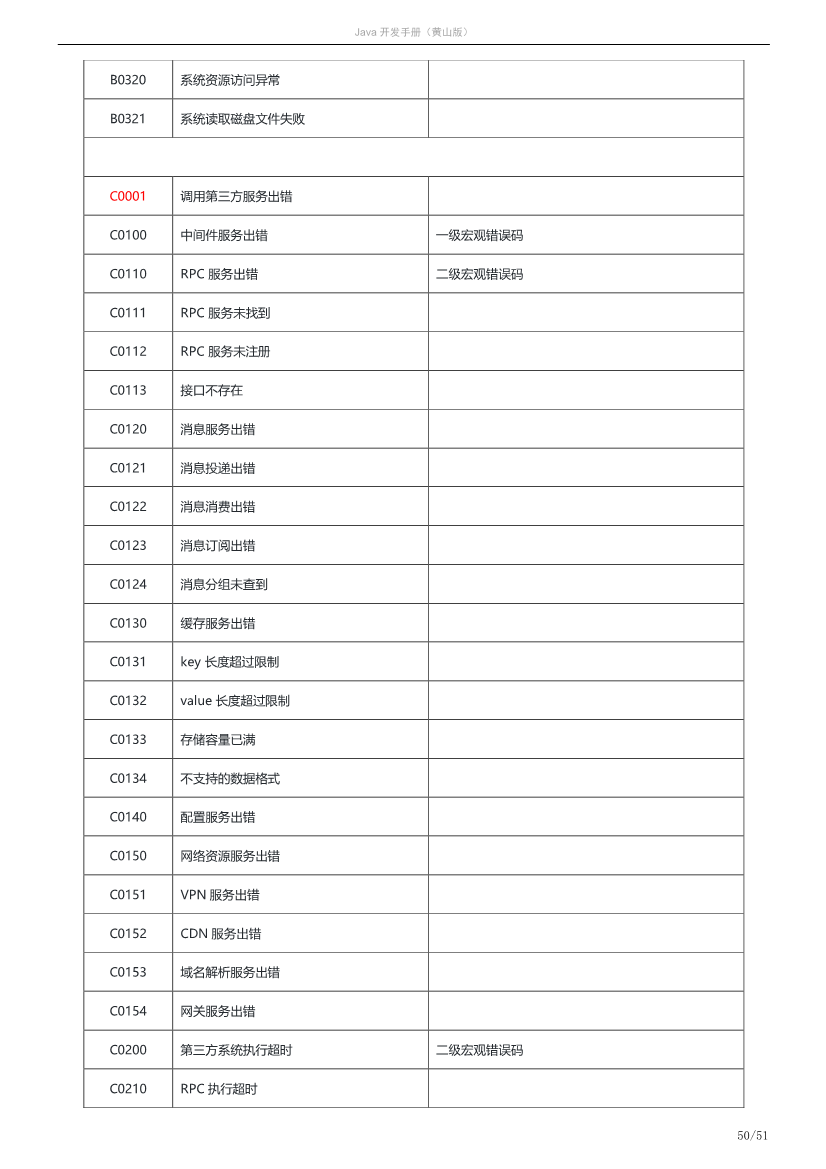 Java 开发手册（黄山版）
B0320 系统资源访问异常
B0321 系统读取磁盘文件失败
C0001 调用第三方服务出错
C0100 中间件服务出错 一级宏观错误码
C0110 RPC 服务出错 二级宏观错误码
C0111 RPC 服务未找到
C0112 RPC 服务未注册
C0113 接口不存在
C0120 消息服务出错
C0121 消息投递出错
C0122 消息消费出错
C0123 消息订阅出错
C0124 消息分组未查到
C0130 缓存服务出错
C0131 key 长度超过限制
C0132 value 长度超过限制
C0133 存储容量已满
C0134 不支持的数据格式
C0140 配置服务出错
C0150 网络资源服务出错
C0151 VPN 服务出错
C0152 CDN 服务出错
C0153 域名解析服务出错
C0154 网关服务出错
C0200 第三方系统执行超时 二级宏观错误码
C0210 RPC 执行超时
50/51